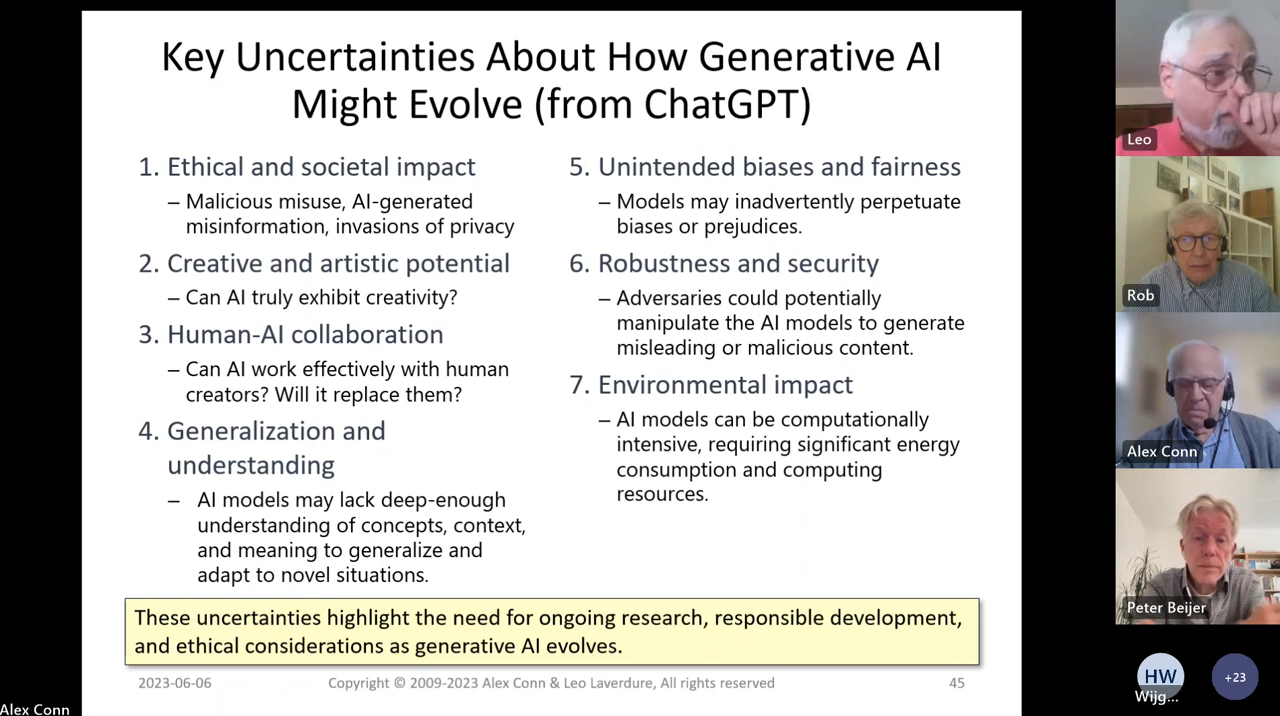 Key Uncertainties About How Generative AI
Might Evolve (from ChatGPT)
1. Ethical and societal impact
– Malicious misuse, AI-generated
misinformation, invasions of privacy
2. Creative and artistic potential
– Can AI truly exhibit creativity?
3. Human-AI collaboration
– Can AI work effectively with human
creators? Will it replace them?
4. Generalization and
understanding
– AI models may lack deep-enough
understanding of concepts, context,
and meaning to generalize and
adapt to novel situations.
5. Unintended biases and fairness
– Models may inadvertently perpetuate
biases or prejudices.
6. Robustness and security
– Adversaries could potentially
manipulate the AI models to generate
misleading or malicious content.
7. Environmental impact
– AI models can be computationally
intensive, requiring significant energy
consumption and computing
resources.
These uncertainties highlight the need for ongoing research, responsible development,
and ethical considerations as generative AI evolves.
2023-06-06
Copyright © 2009-2023 Alex Conn & Leo Laverdure, All rights reserved
45
Alex Conn
Leo
Rob
Alex Conn
Peter Beijer
HW
Wijg...
+23